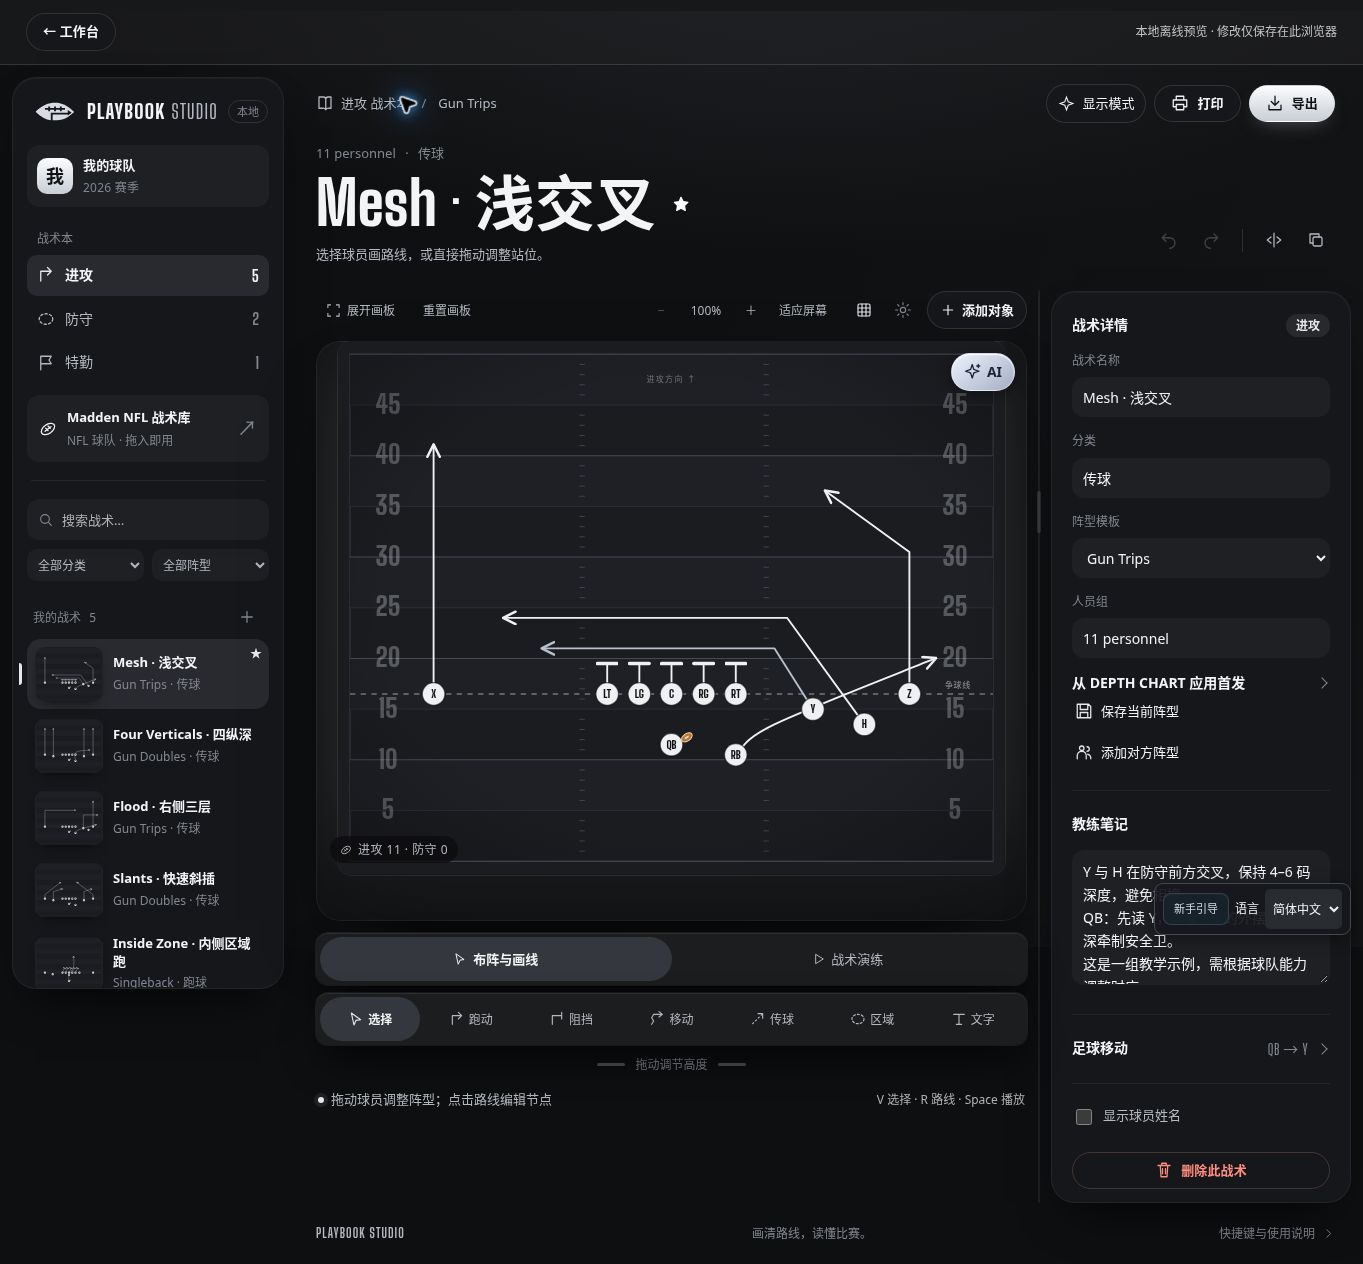 ← 工作台
本地离线预览 · 修改仅保存在此浏览器
PLAYBOOK STUDIO
本地
我
我的球队
2026 赛季
战术本
进攻
5
防守
2
特勤
1
Madden NFL 战术库
NFL 球队 · 拖入即用
搜索战术...
全部分类
全部阵型
我的战术 5
Mesh · 浅交叉
Gun Trips · 传球
Four Verticals · 四纵深
Gun Doubles · 传球
Flood · 右侧三层
Gun Trips · 传球
Slants · 快速斜插
Gun Doubles · 传球
Inside Zone · 内侧区域
跑
Singleback · 跑球
进攻 战术 / Gun Trips
显示模式
打印
导出
11 personnel · 传球
Mesh · 浅交叉
选择球员画路线，或直接拖动调整站位。
展开画板
重置画板
− 100% +
适应屏幕
添加对象
进攻方向 ↑
AI
45 45
40 40
35 35
30 30
25 25
20 20
争球线
X LT LG C RG RT Z
15 15
Y
H
QB
RB
10 10
5 5
进攻 11 · 防守 0
布阵与画线
战术演练
选择
跑动
阻挡
移动
传球
区域
文字
拖动调节高度
拖动球员调整阵型；点击路线编辑节点
V 选择 · R 路线 · Space 播放
战术详情
进攻
战术名称
Mesh · 浅交叉
分类
传球
阵型模板
Gun Trips
人员组
11 personnel
从 DEPTH CHART 应用首发
保存当前阵型
添加对方阵型
教练笔记
Y 与 H 在防守前方交叉，保持 4–6 码
深度，避免
QB：先读 Y
深牵制安全卫。
这是一组教学示例，需根据球队能力
新手引导
语言
简体中文
足球移动
QB → Y
显示球员姓名
删除此战术
PLAYBOOK STUDIO
画清路线，读懂比赛。
快捷键与使用说明